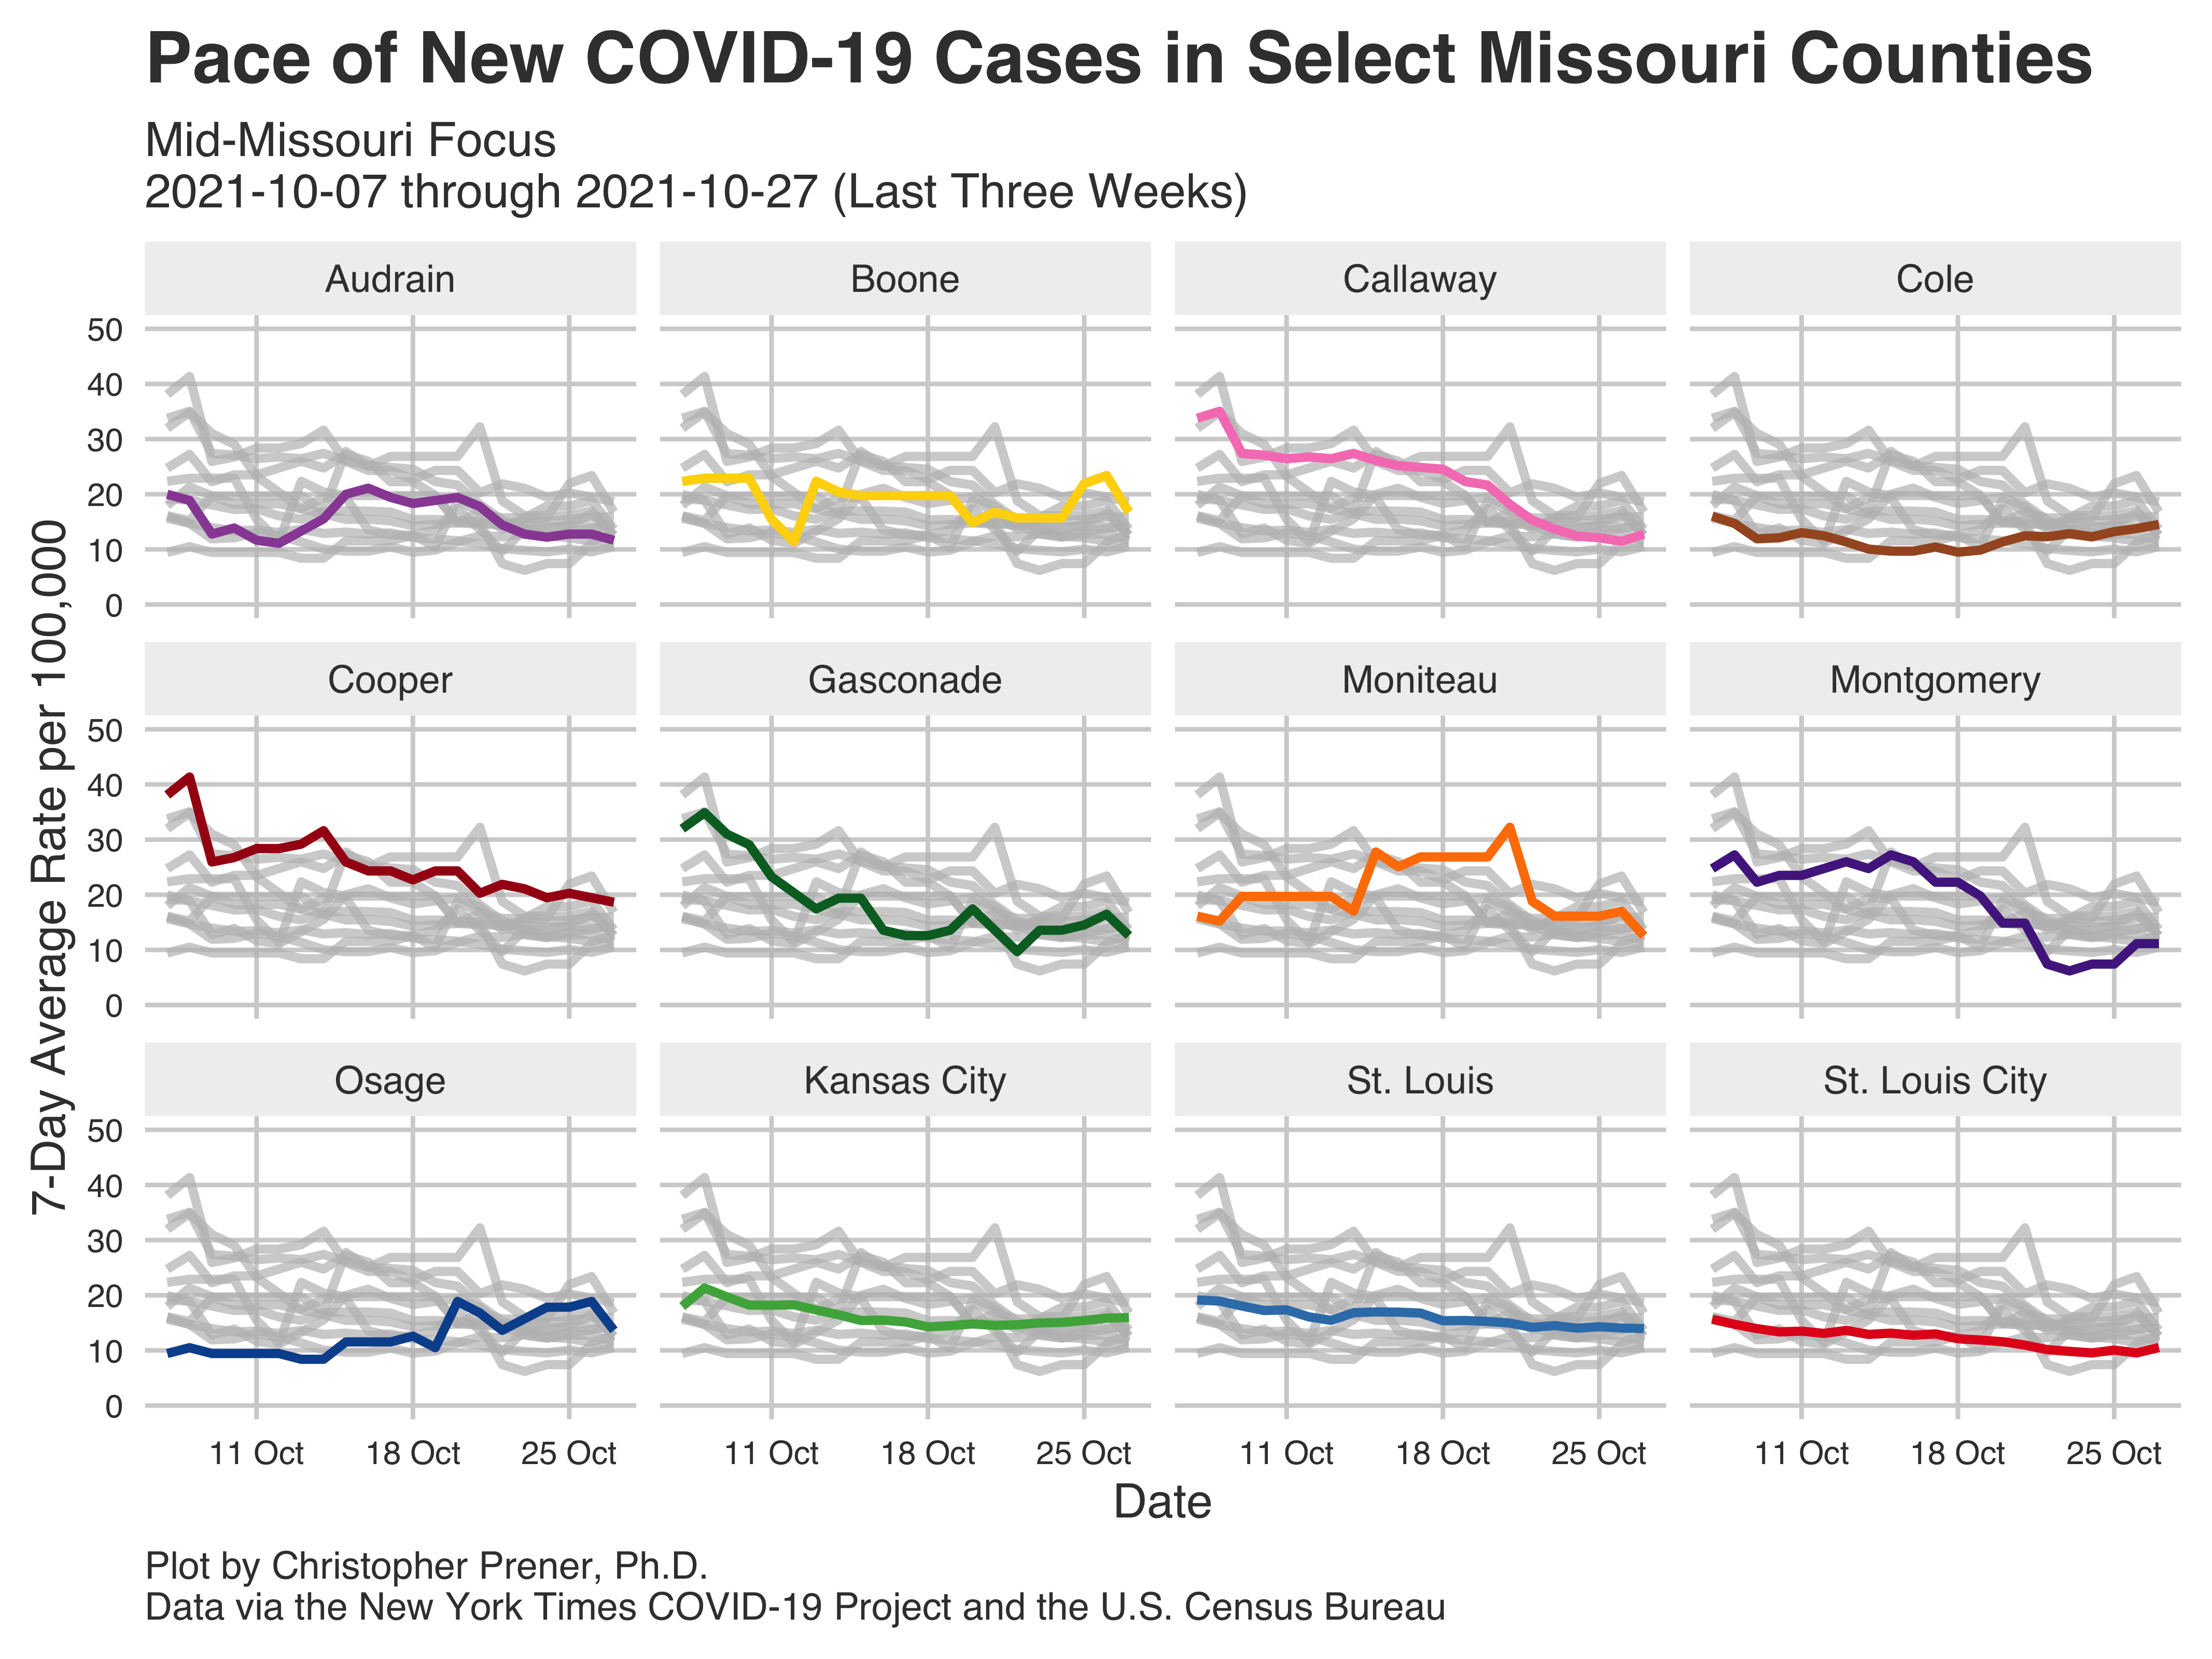 Pace of New COVID-19 Cases in Select Missouri Counties
Mid-Missouri Focus
2021-10-07 through 2021-10-27 (Last Three Weeks)
7-Day Average Rate per 100,000
Audrain
Boone
Callaway
Cole
50
40
30
20
10
0
Cooper
Gasconade
Moniteau
Montgomery
50
40
30
20
10
0
Osage
Kansas City
St. Louis
St. Louis City
50
40
30
20
10
0
11 Oct 18 Oct 25 Oct
11 Oct 18 Oct 25 Oct
11 Oct 18 Oct 25 Oct
11 Oct 18 Oct 25 Oct
Date
Plot by Christopher Prener, Ph.D.
Data via the New York Times COVID-19 Project and the U.S. Census Bureau